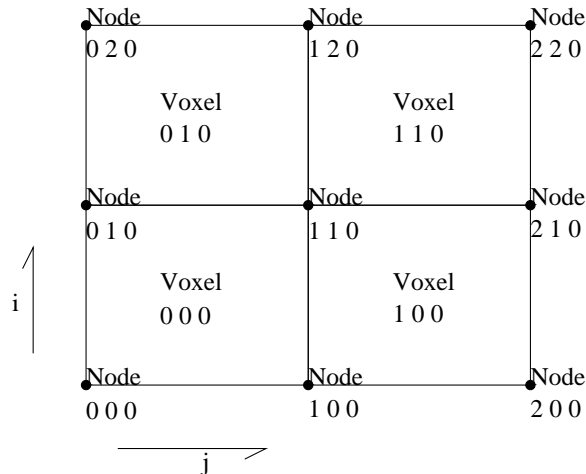 Node Node Node
0 2 0 1 2 0 2 2 0
Voxel Voxel
0 1 0 1 1 0
Node Node Node
0 1 0 1 1 0 2 1 0
Voxel Voxel
i
0 0 0 1 0 0
Node Node Node
0 0 0 1 0 0 2 0 0
j